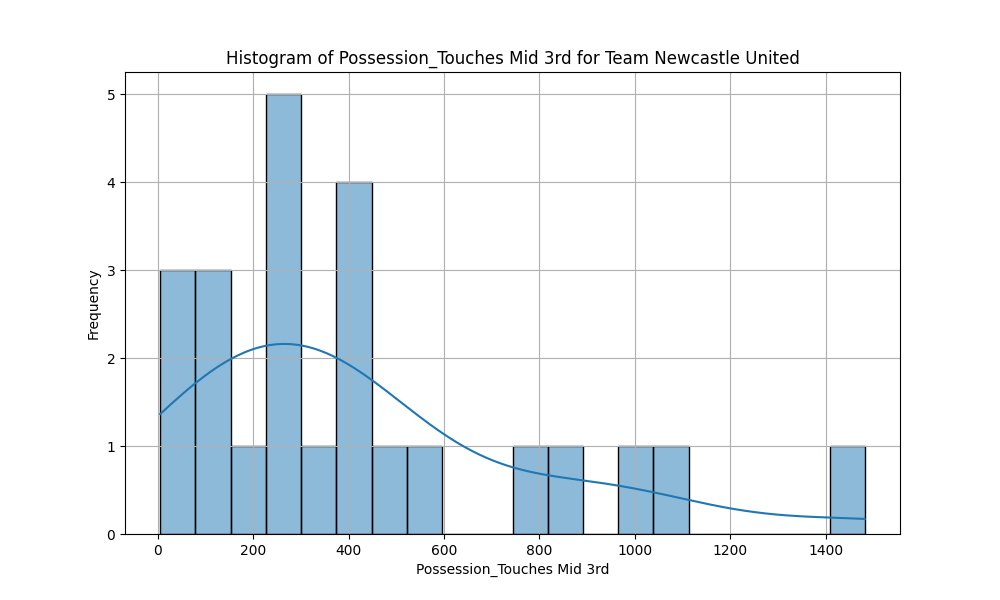 Histogram of Possession_Touches Mid 3rd for Team Newcastle United
5
4
3
2
1
0
Frequency
0 200 400 600 800 1000 1200 1400
Possession_Touches Mid 3rd